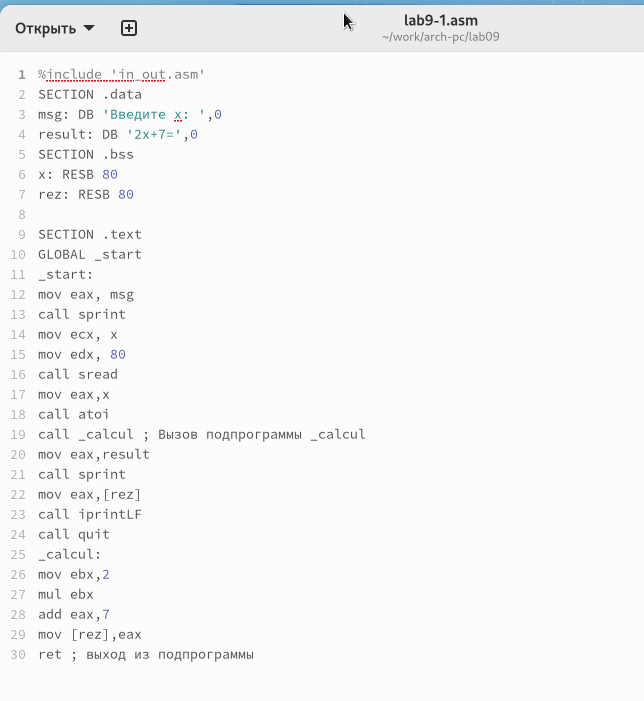 Открыть
lab9-1.asm
~/work/arch-pc/lab09
1 %include 'in_out.asm'
2 SECTION .data
3 msg: DB 'Введите x: ',0
4 result: DB '2x+7=',0
5 SECTION .bss
6 x: RESB 80
7 rez: RESB 80
8
9 SECTION .text
10 GLOBAL _start
11 _start:
12 mov eax, msg
13 call sprint
14 mov ecx, x
15 mov edx, 80
16 call sread
17 mov eax,x
18 call atoi
19 call _calcul ; Вызов подпрограммы _calcul
20 mov eax,result
21 call sprint
22 mov eax,[rez]
23 call iprintLF
24 call quit
25 _calcul:
26 mov ebx,2
27 mul ebx
28 add eax,7
29 mov [rez],eax
30 ret ; выход из подпрограммы